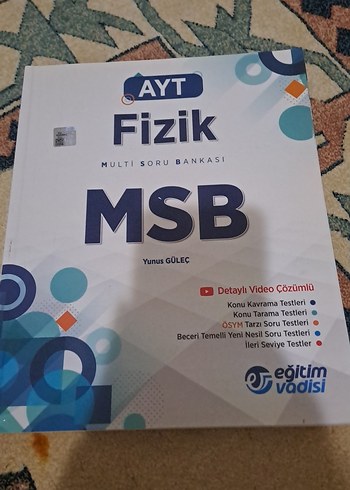 AYT
Fizik
MULTİ SORU BANKASI
MSB
Yunus GÜLEÇ
Detaylı Video Çözümlü
Konu Kavrama Testleri
Konu Tarama Testleri
ÖSYM Tarzı Soru Testleri
Beceri Temelli Yeni Nesil Soru Testleri
İleri Seviye Testler
eğitim
vadisi